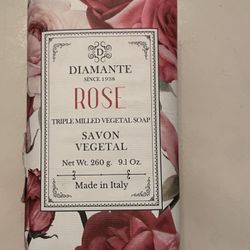 D
DIAMANTE
SINCE 1938
ROSE
TRIPLE MILLED VEGETAL SOAP
SAVON
VEGETAL
Net Wt. 260 g. 9.1 Oz.
Made in Italy